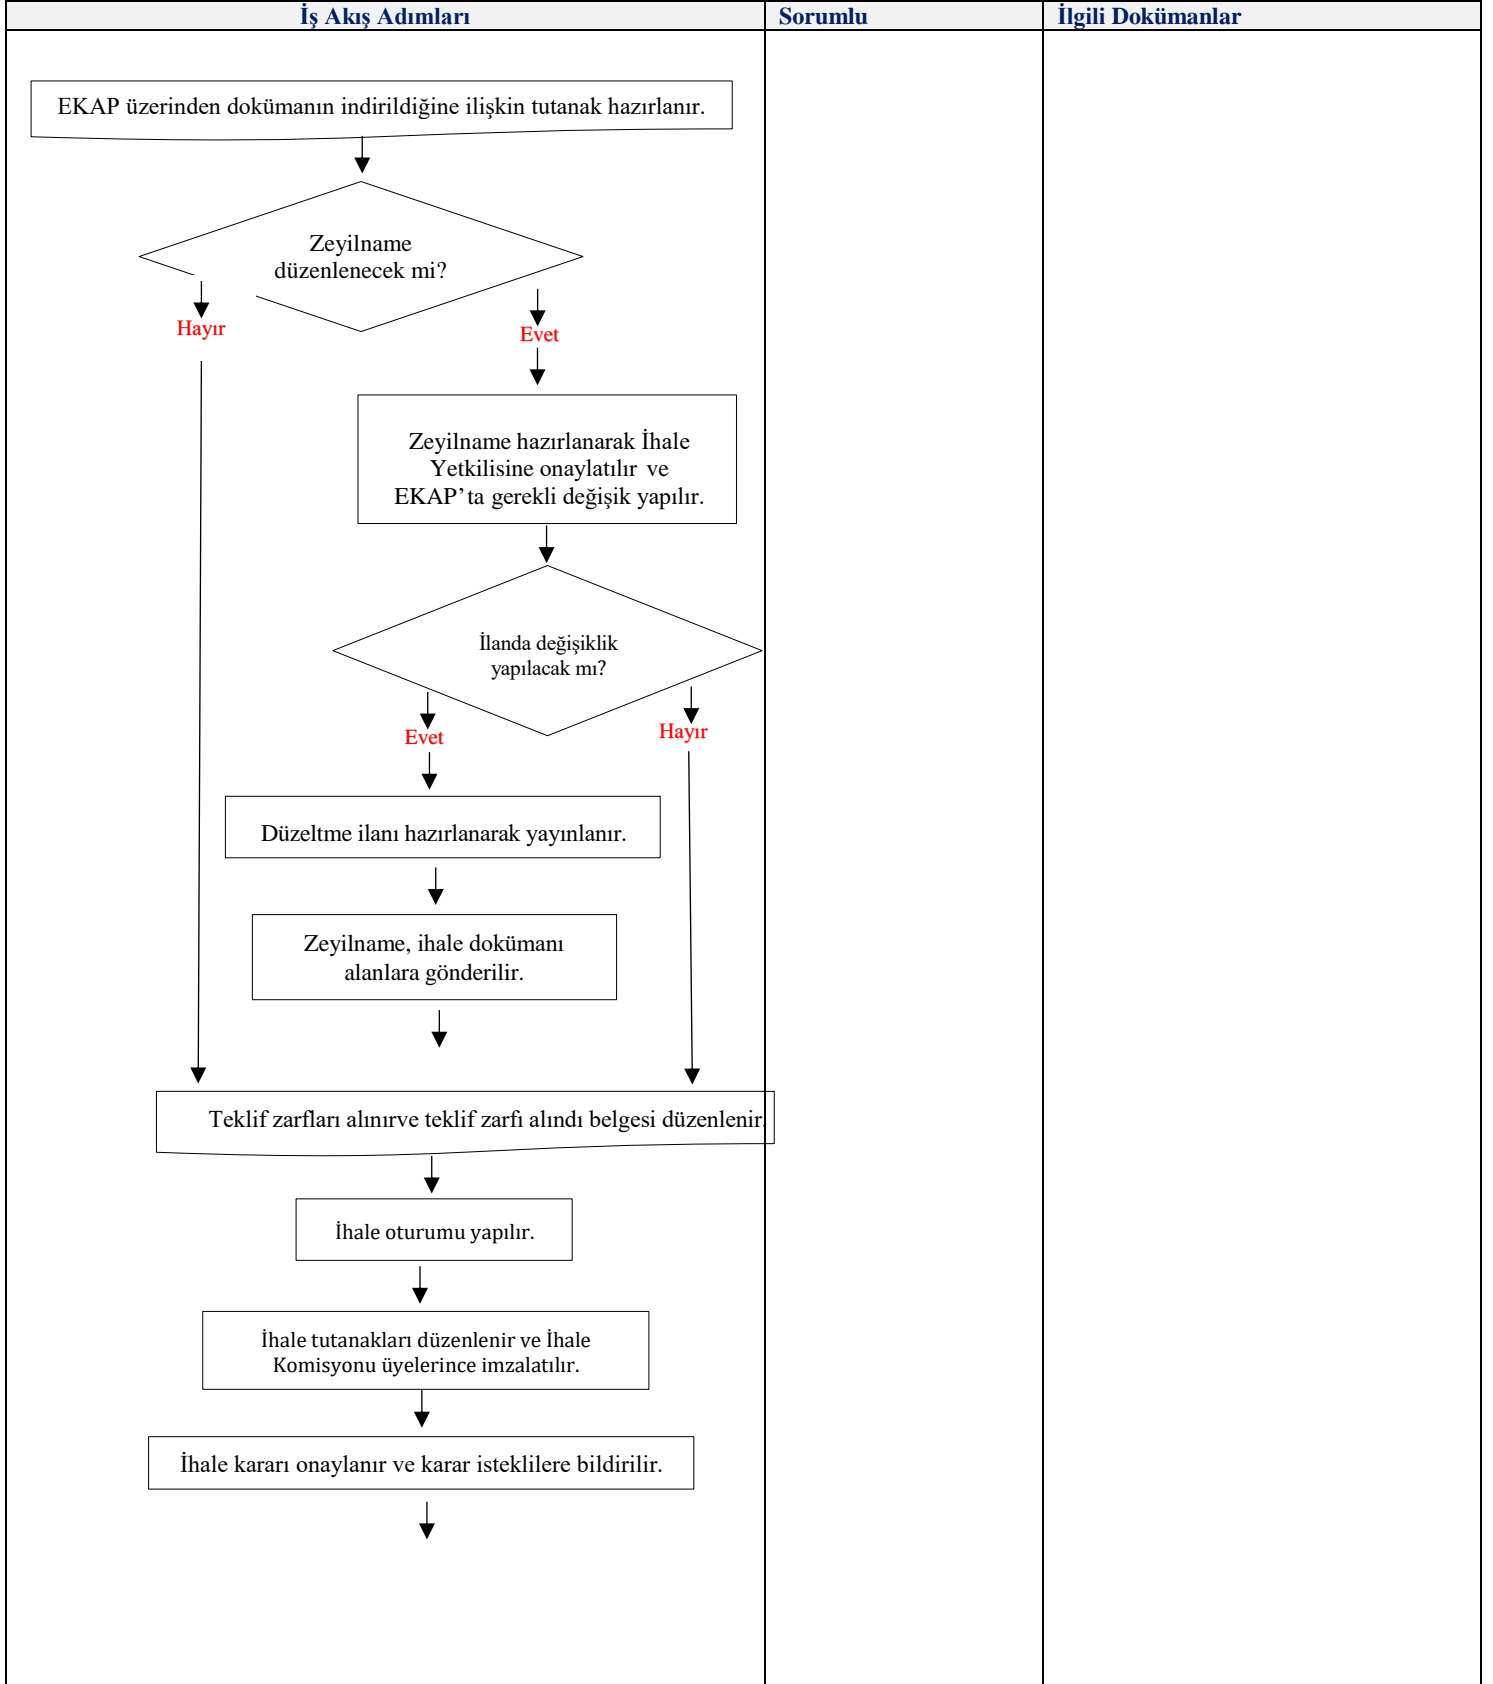 İş Akış Adımları
Sorumlu
İlgili Dokümanlar
EKAP üzerinden dokümanın indirildiğine ilişkin tutanak hazırlanır.
Zeyilname
düzenlenecek mi?
Hayır
Evet
Zeyilname hazırlanarak İhale
Yetkilisine onaylatılır ve
EKAP’ta gerekli değişik yapılır.
İlanda değişiklik
yapılacak mı?
Evet
Hayır
Düzeltme ilanı hazırlanarak yayınlanır.
Zeyilname, ihale dokümanı
alanlara gönderilir.
Teklif zarfları alınırve teklif zarfı alındı belgesi düzenlenir.
İhale oturumu yapılır.
İhale tutanakları düzenlenir ve İhale
Komisyonu üyelerince imzalatılır.
İhale kararı onaylanır ve karar isteklilere bildirilir.